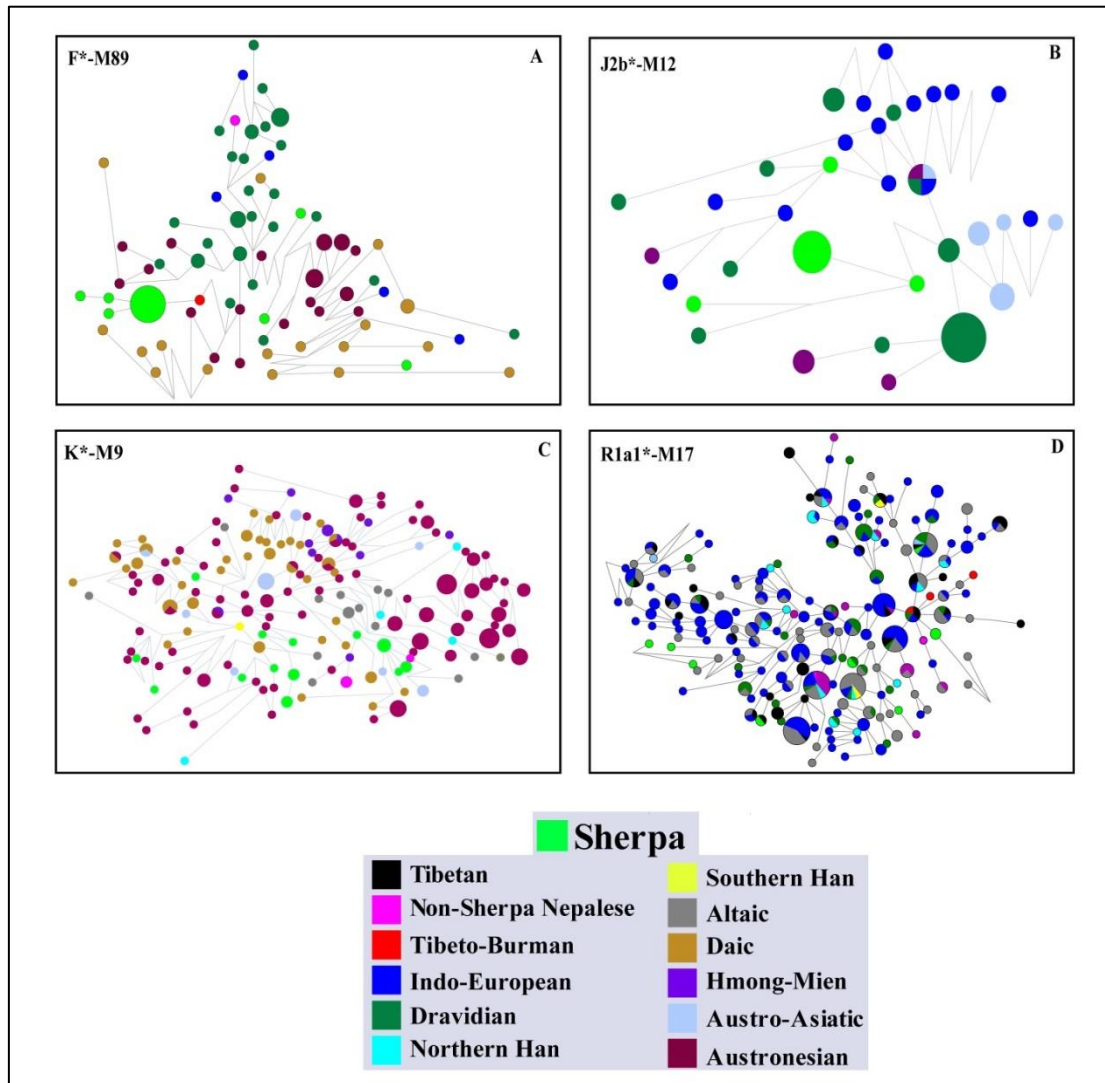 F*-M89 A
J2b*-M12 B
K*-M9 C
R1a1*-M17 D
Sherpa
Tibetan
Non-Sherpa Nepalese
Tibeto-Burman
Indo-European
Dravidian
Northern Han
Southern Han
Altaic
Daic
Hmong-Mien
Austro-Asiatic
Austronesian